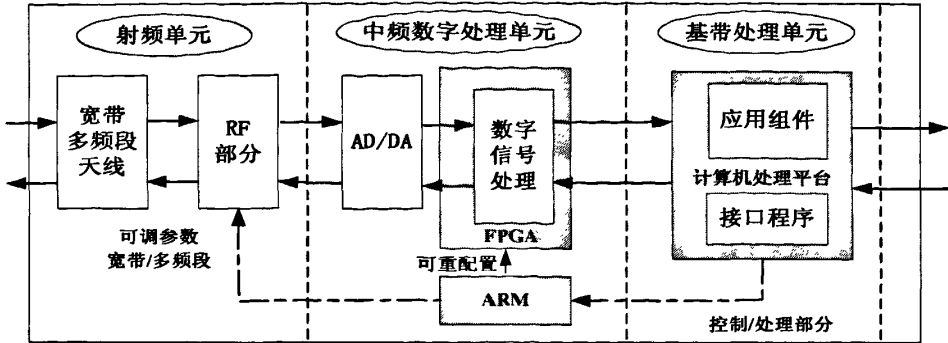 射频单元
中频数字处理单元
基带处理单元
宽带
多频段
天线
RF
部分
AD/DA
数字
信号
处理
FPGA
应用组件
计算机处理平台
接口程序
可调参数
宽带/多频段
可重配置
ARM
控制/处理部分